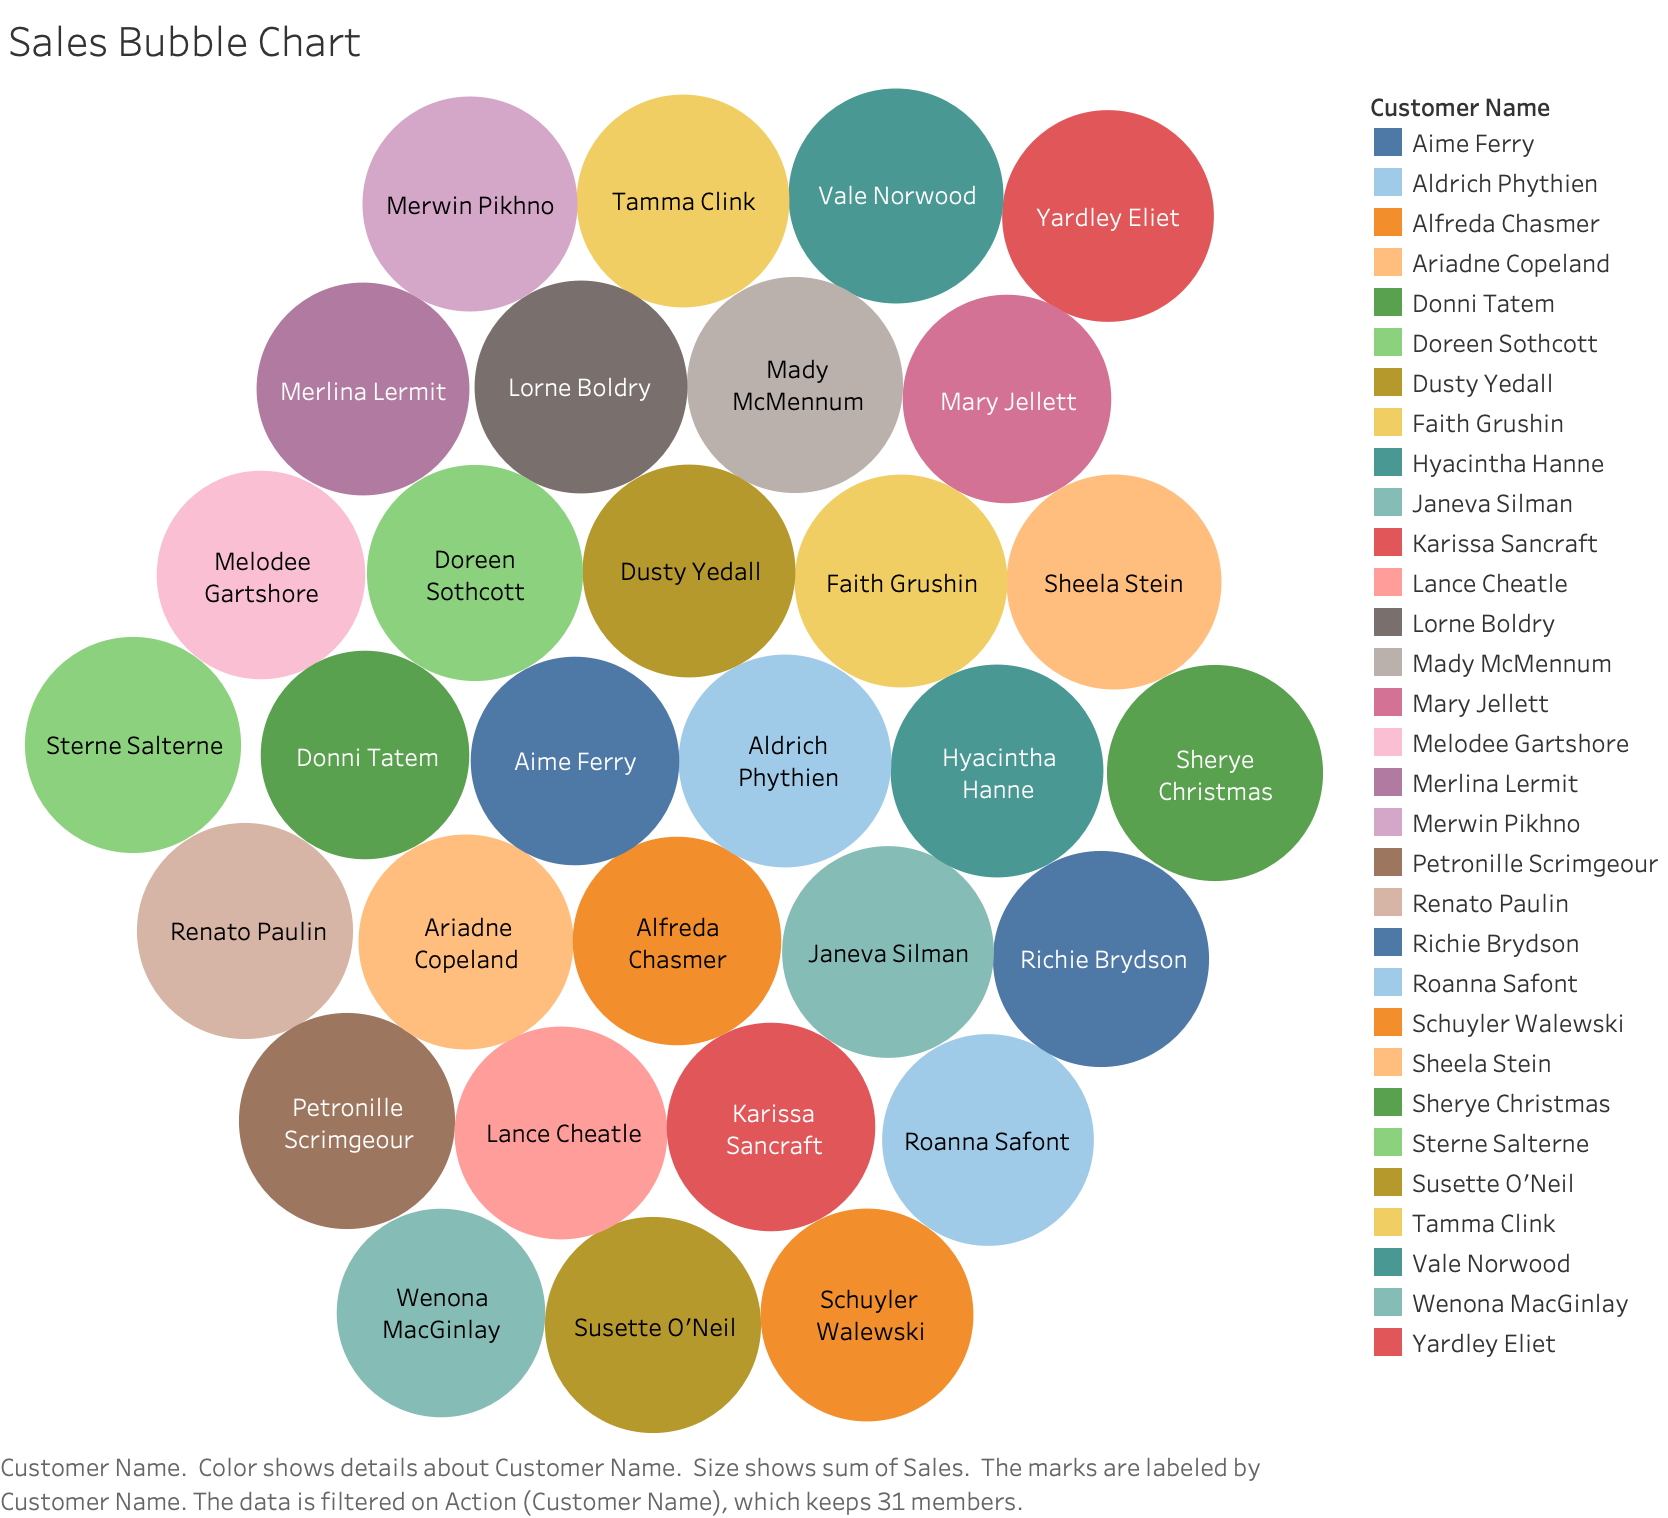 Sales Bubble Chart
Merwin Pikhno
Tamma Clink
Vale Norwood
Yardley Eliet
Merlina Lermit
Lorne Boldry
Mady
McMennum
Mary Jellett
Melodee
Gartshore
Doreen
Sothcott
Dusty Yedall
Faith Grushin
Sheela Stein
Sterne Salterne
Donni Tatem
Aime Ferry
Aldrich
Phythien
Hyacintha
Hanne
Sherye
Christmas
Renato Paulin
Ariadne
Copeland
Alfreda
Chasmer
Janeva Silman
Richie Brydson
Petronille
Scrimgeour
Lance Cheatle
Karissa
Sancraft
Roanna Safont
Wenona
MacGinlay
Susette O’Neil
Schuyler
Walewski
Customer Name
Aime Ferry
Aldrich Phythien
Alfreda Chasmer
Ariadne Copeland
Donni Tatem
Doreen Sothcott
Dusty Yedall
Faith Grushin
Hyacintha Hanne
Janeva Silman
Karissa Sancraft
Lance Cheatle
Lorne Boldry
Mady McMennum
Mary Jellett
Melodee Gartshore
Merlina Lermit
Merwin Pikhno
Petronille Scrimgeour
Renato Paulin
Richie Brydson
Roanna Safont
Schuyler Walewski
Sheela Stein
Sherye Christmas
Sterne Salterne
Susette O’Neil
Tamma Clink
Vale Norwood
Wenona MacGinlay
Yardley Eliet
Customer Name.  Color shows details about Customer Name.  Size shows sum of Sales.  The marks are labeled by
Customer Name. The data is filtered on Action (Customer Name), which keeps 31 members.